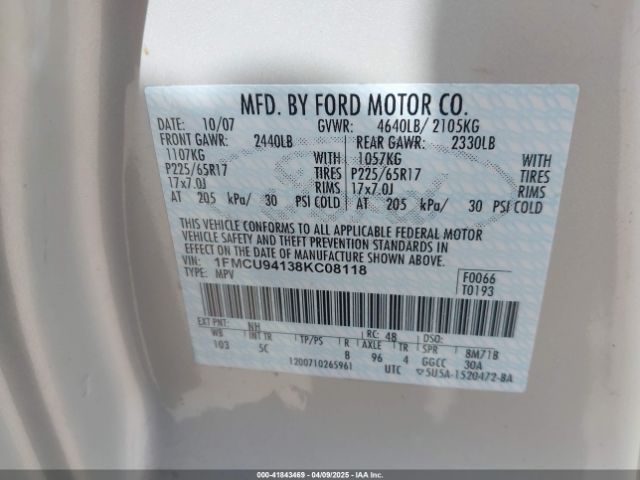 MFD. BY FORD MOTOR CO.
DATE: 10/07 GVWR: 4640LB/ 2105KG
FRONT GAWR: 2440LB REAR GAWR: 2330LB
1107KG WITH 1057KG WITH
P225/65R17 TIRES P225/65R17 TIRES
17x7.0J RIMS 17x7.0J RIMS
AT 205 kPa/ 30 PSI COLD AT 205 kPa/ 30 PSI COLD
THIS VEHICLE CONFORMS TO ALL APPLICABLE FEDERAL MOTOR
VEHICLE SAFETY AND THEFT PREVENTION STANDARDS IN
EFFECT ON THE DATE OF MANUFACTURE SHOWN ABOVE.
VIN: 1FMCU94138KC08118
TYPE: MPV
F0066
T0193
EXT PNT: NH RC: 48 DSO:
WB INT TR TP/PS R AXLE TR SPR 8M71B
103 5C 8 96 4 GGCC 30A
1200710265961 UTC 5U5A-1520472-BA
000-41843469 - 04/09/2025 - IAA Inc.